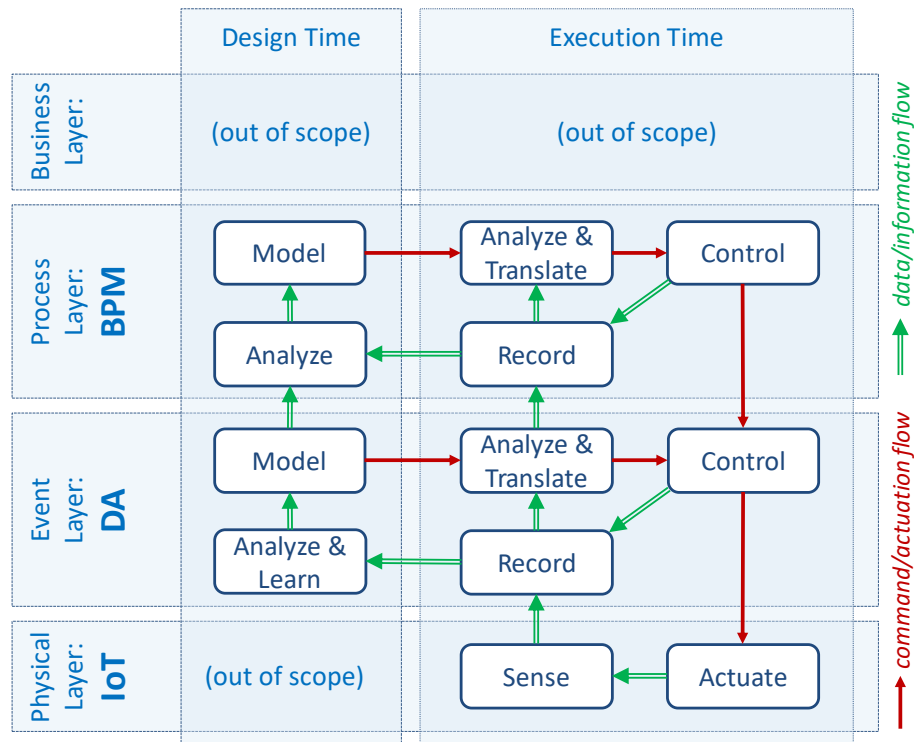 Design Time
Execution Time
Business
Layer:
(out of scope)
(out of scope)
Process
Layer:
BPM
Model
Analyze &
Translate
Control
Analyze
Record
Event
Layer:
DA
Model
Analyze &
Translate
Control
Analyze &
Learn
Record
Physical
Layer:
IoT
(out of scope)
Sense
Actuate
data/information flow
command/actuation flow